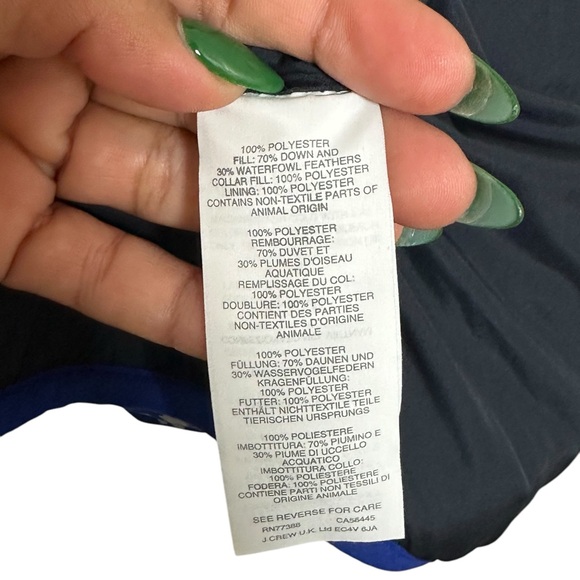 100% POLYESTER
FILL: 70% DOWN AND
30% WATERFOWL FEATHERS
COLLAR FILL: 100% POLYESTER
LINING: 100% POLYESTER
CONTAINS NON-TEXTILE PARTS OF
ANIMAL ORIGIN
100% POLYESTER
REMBOURRAGE:
70% DUVET ET
30% PLUMES D'OISEAU
AQUATIQUE
REMPLISSAGE DU COL:
100% POLYESTER
DOUBLURE: 100% POLYESTER
CONTIENT DES PARTIES
NON-TEXTILES D'ORIGINE
ANIMALE
100% POLYESTER
FÜLLUNG: 70% DAUNEN UND
30% WASSERVOGELFEDERN
KRAGENFÜLLUNG:
100% POLYESTER
FUTTER: 100% POLYESTER
ENTHÄLT NICHTTEXTILE TEILE
TIERISCHEN URSPRUNGS
100% POLIESTERE
IMBOTTITURA: 70% PIUMINO E
30% PIUME DI UCCELLO
ACQUATICO
IMBOTTITURA COLLO:
100% POLIESTERE
FODERA: 100% POLIESTERE
CONTIENE PARTI NON TESSILI DI
ORIGINE ANIMALE
SEE REVERSE FOR CARE
RN77388 CA56445
J.CREW U.K. Ltd EC4V 6JA